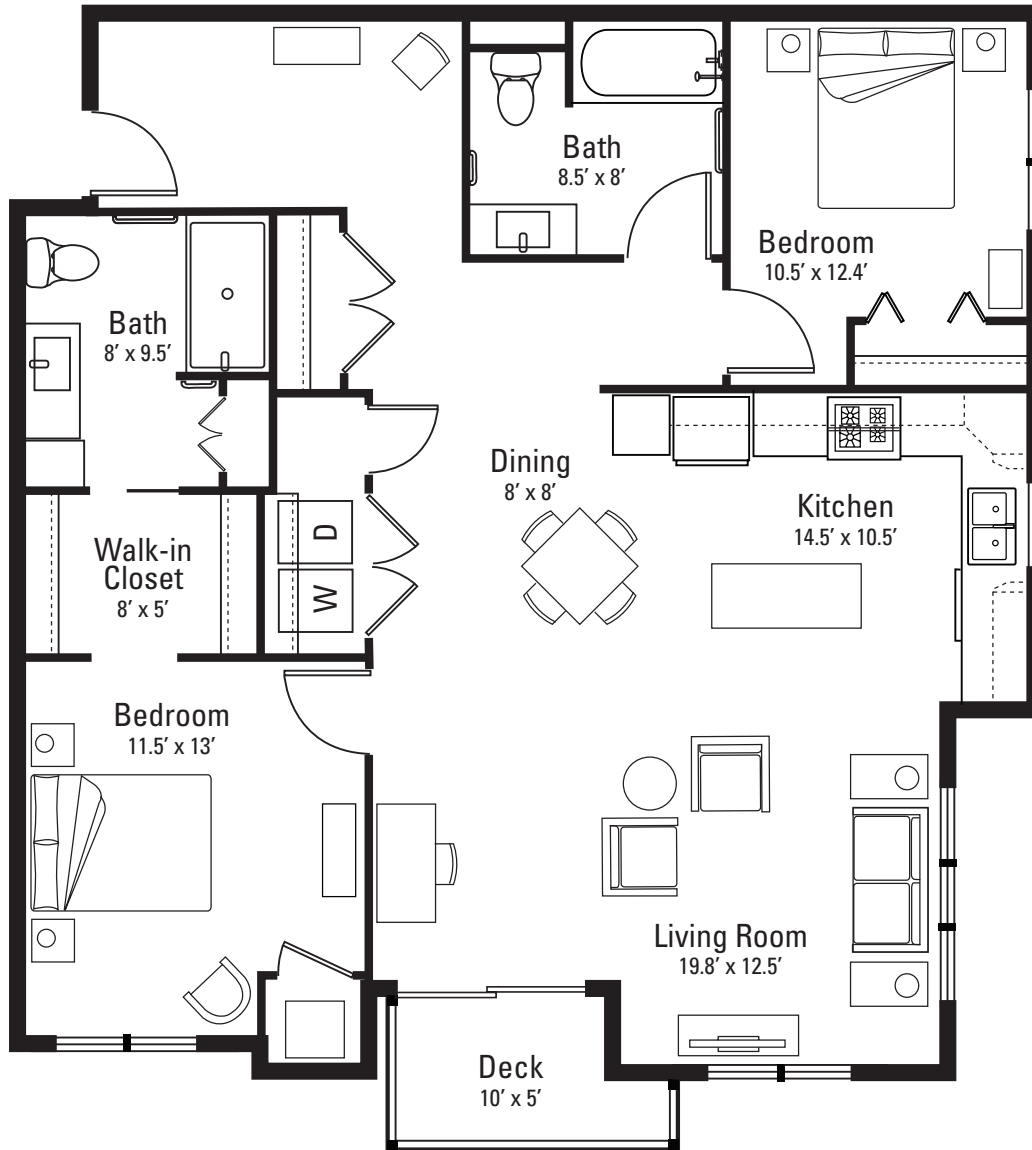 Bath
8.5’ x 8’
Bedroom
10.5’ x 12.4’
Bath
8’ x 9.5’
Dining
8’ x 8’
Kitchen
14.5’ x 10.5’
D
W
Walk-in
Closet
8’ x 5’
Bedroom
11.5’ x 13’
Living Room
19.8’ x 12.5’
Deck
10’ x 5’